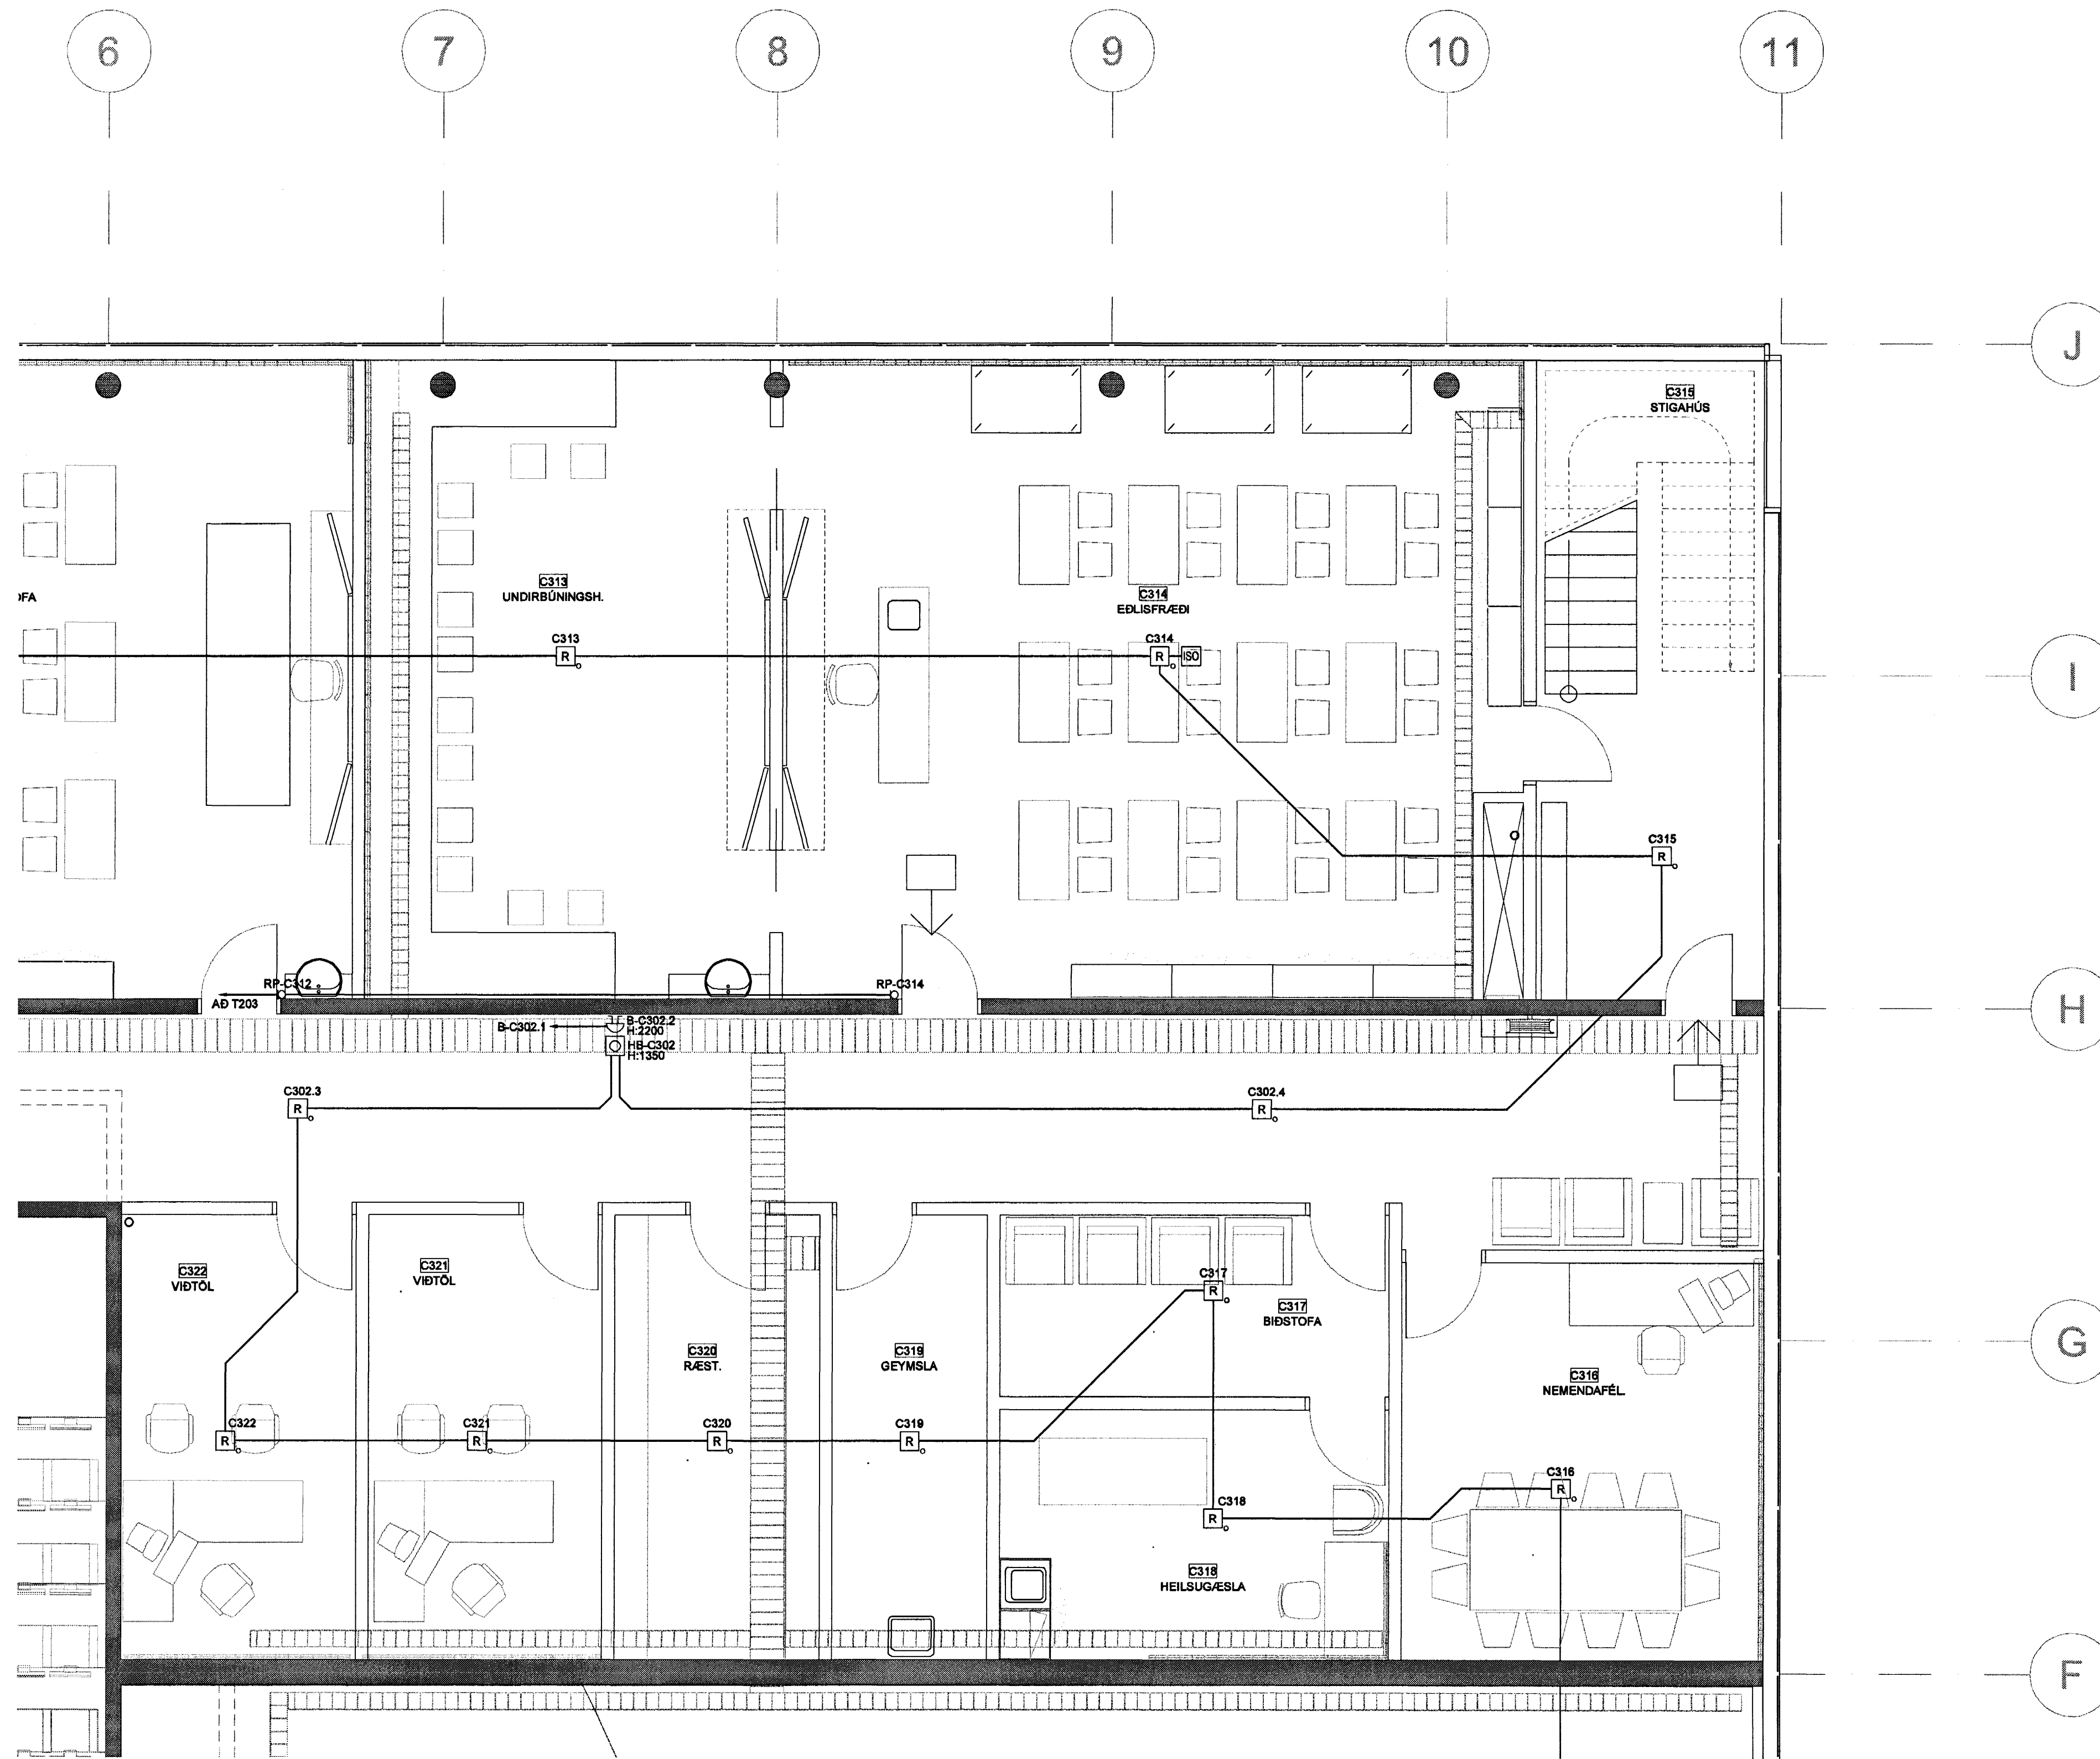 6
7
8
9
10
11
J
C315
STIGAHÚS
C313
UNDIRBÚNINGSH.
C314
EÐLISFRÆÐI
C313
R
C314
R
ISO
I
C315
R
RP-C312
RP-C314
AÐ T203
H
B-C302.1
B-C302.2
H:2200
HB-C302
H:1350
C302.3
R
C302.4
R
C322
VIÐTÖL
C321
VIÐTÖL
C317
R
C317
BIÐSTOFA
C320
RÆST.
C319
GEYMSLA
G
C316
NEMENDAFÉL.
C322
R
C321
R
C320
R
C319
R
C316
R
C318
R
C318
HEILSUGÆSLA
F